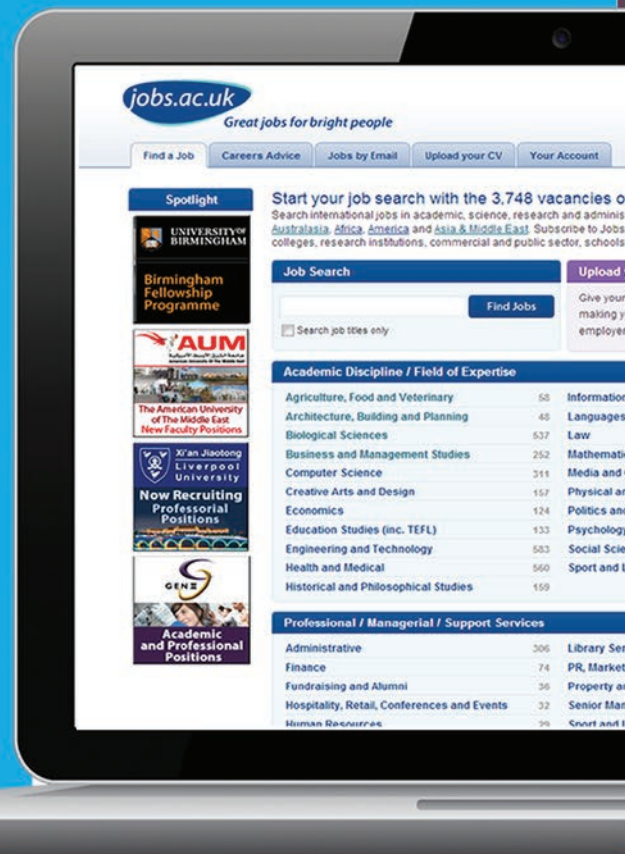 jobs.ac.uk
Great jobs for bright people
Find a Job
Careers Advice
Jobs by Email
Upload your CV
Your Account
Spotlight
UNIVERSITY OF
BIRMINGHAM
Birmingham
Fellowship
Programme
AUM
The American University
of The Middle East
New Faculty Positions
Xi'an Jiaotong
Liverpool
University
Now Recruiting
Professorial
Positions
GEN II
Academic
and Professional
Positions
Start your job search with the 3,748 vacancies o
Search international jobs in academic, science, research and adminis
Australasia, Africa, America and Asia & Middle East. Subscribe to Jobs
colleges, research institutions, commercial and public sector, schools
Job Search
Find Jobs
Search job titles only
Upload
Give your
making y
employer
Academic Discipline / Field of Expertise
Agriculture, Food and Veterinary 58 Information
Architecture, Building and Planning 48 Languages
Biological Sciences 537 Law
Business and Management Studies 252 Mathematic
Computer Science 311 Media and
Creative Arts and Design 157 Physical an
Economics 124 Politics and
Education Studies (inc. TEFL) 133 Psychology
Engineering and Technology 583 Social Scie
Health and Medical 560 Sport and L
Historical and Philosophical Studies 159
Professional / Managerial / Support Services
Administrative 306 Library Ser
Finance 74 PR, Market
Fundraising and Alumni 36 Property an
Hospitality, Retail, Conferences and Events 32 Senior Man
Human Resources 29 Sport and L